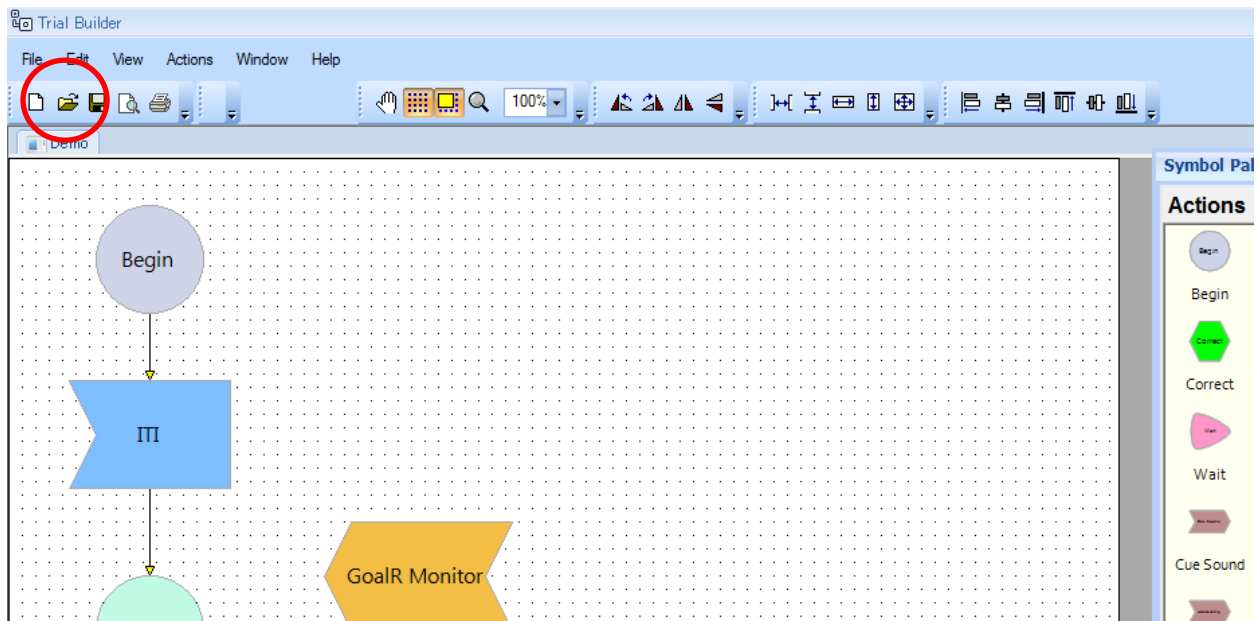 Trial Builder
File Edit View Actions Window Help
100%
Demo
Symbol Pal
Actions
Begin
Begin
Begin
Correct
Correct
ITI
Wait
Wait
GoalR Monitor
Cue Sound